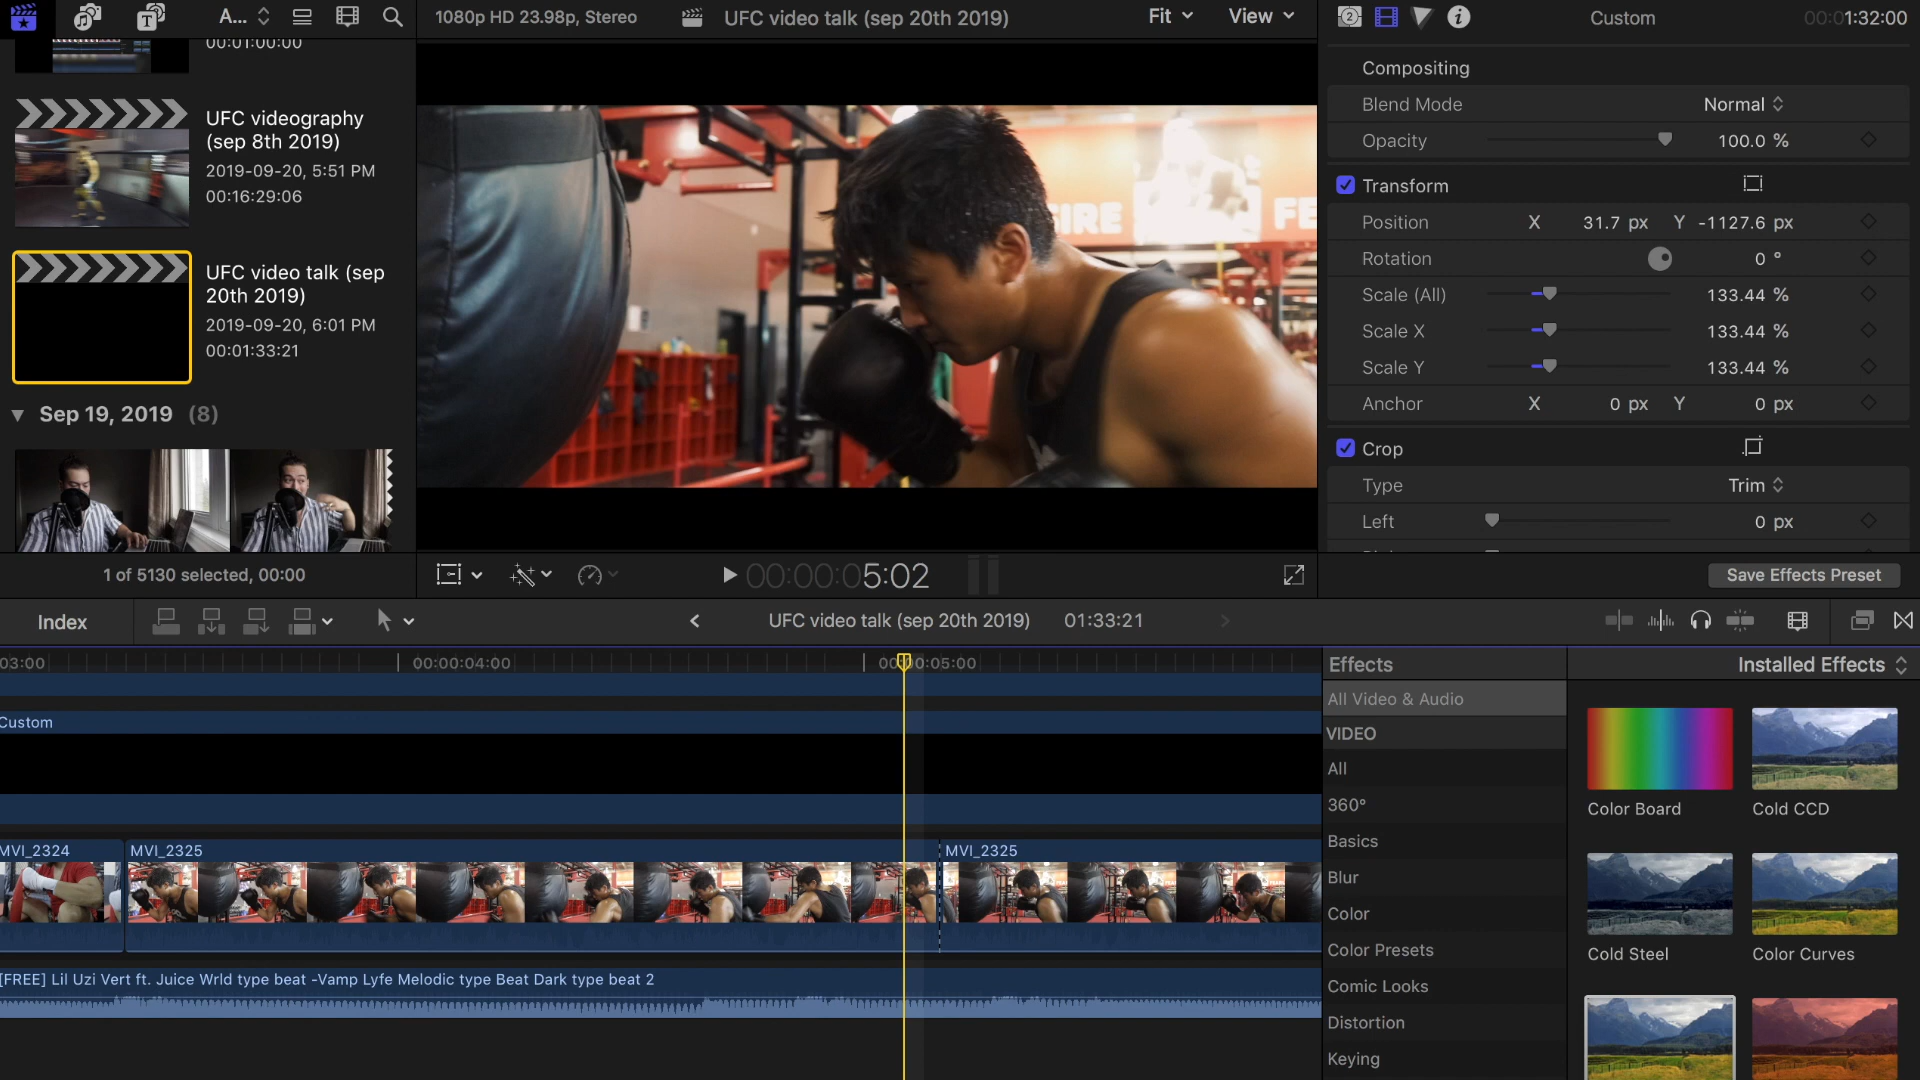 A...
1080p HD 23.98p, Stereo
UFC video talk (sep 20th 2019)
Fit
View
2
Custom
00:01:32:00
00:01:00:00
UFC videography
(sep 8th 2019)
2019-09-20, 5:51 PM
00:16:29:06
UFC video talk (sep
20th 2019)
2019-09-20, 6:01 PM
00:01:33:21
Sep 19, 2019 (8)
1 of 5130 selected, 00:00
00:00:05:02
Compositing
Blend Mode Normal
Opacity 100.0 %
Transform
Position X 31.7 px Y -1127.6 px
Rotation 0 °
Scale (All) 133.44 %
Scale X 133.44 %
Scale Y 133.44 %
Anchor X 0 px Y 0 px
Crop
Type Trim
Left 0 px
Save Effects Preset
Index
UFC video talk (sep 20th 2019) 01:33:21
03:00
00:00:04:00
00:00:05:00
Custom
MVI_2324
MVI_2325
MVI_2325
[FREE] Lil Uzi Vert ft. Juice Wrld type beat -Vamp Lyfe Melodic type Beat Dark type beat 2
Effects
Installed Effects
All Video & Audio
VIDEO
All
360°
Basics
Blur
Color
Color Presets
Comic Looks
Distortion
Keying
Color Board
Cold CCD
Cold Steel
Color Curves